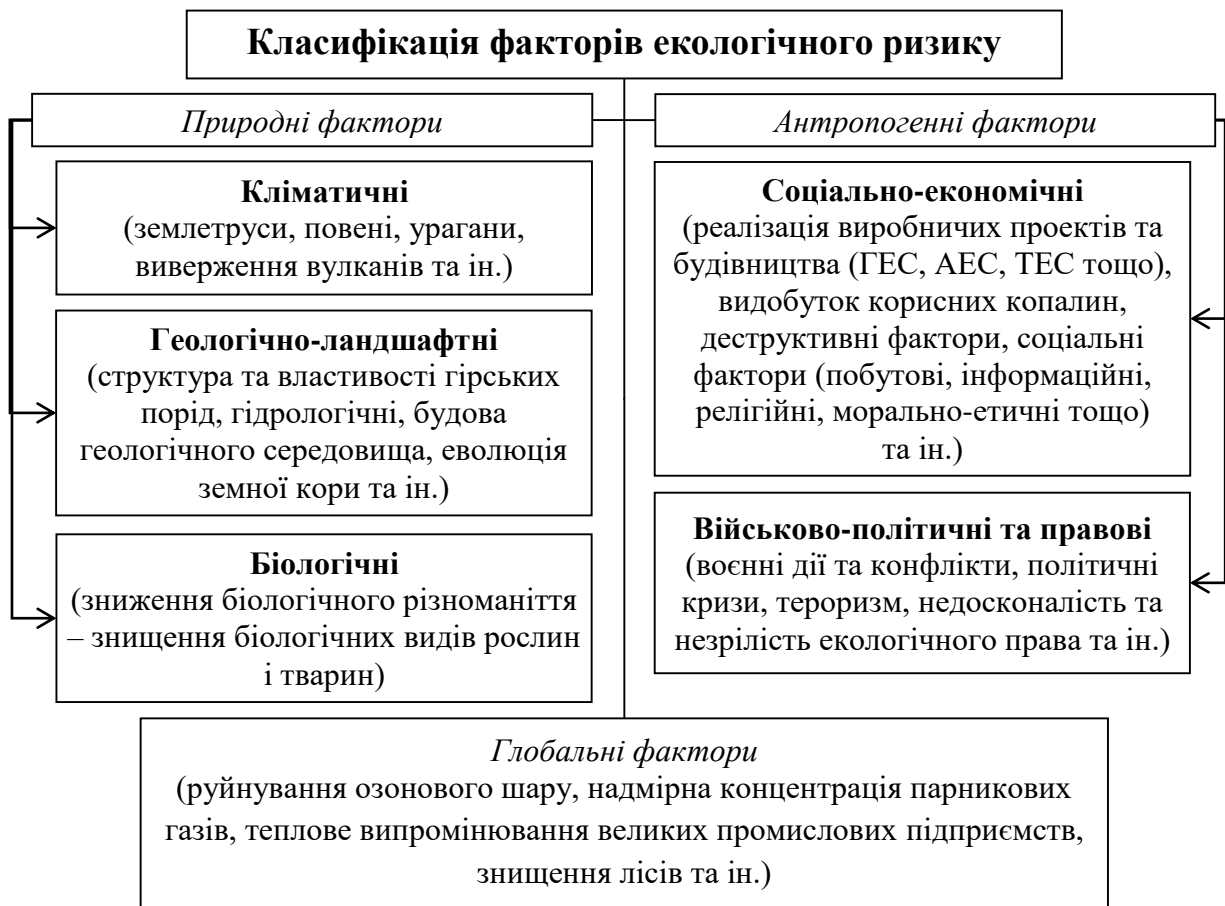 Класифікація факторів екологічного ризику
Природні фактори
Кліматичні
(землетруси, повені, урагани,
виверження вулканів та ін.)
Геологічно-ландшафтні
(структура та властивості гірських
порід, гідрологічні, будова
геологічного середовища, еволюція
земної кори та ін.)
Біологічні
(зниження біологічного різноманіття
– знищення біологічних видів рослин
і тварин)
Антропогенні фактори
Соціально-економічні
(реалізація виробничих проектів та
будівництва (ГЕС, АЕС, ТЕС тощо),
видобуток корисних копалин,
деструктивні фактори, соціальні
фактори (побутові, інформаційні,
релігійні, морально-етичні тощо)
та ін.)
Військово-політичні та правові
(воєнні дії та конфлікти, політичні
кризи, тероризм, недосконалість та
незрілість екологічного права та ін.)
Глобальні фактори
(руйнування озонового шару, надмірна концентрація парникових
газів, теплове випромінювання великих промислових підприємств,
знищення лісів та ін.)